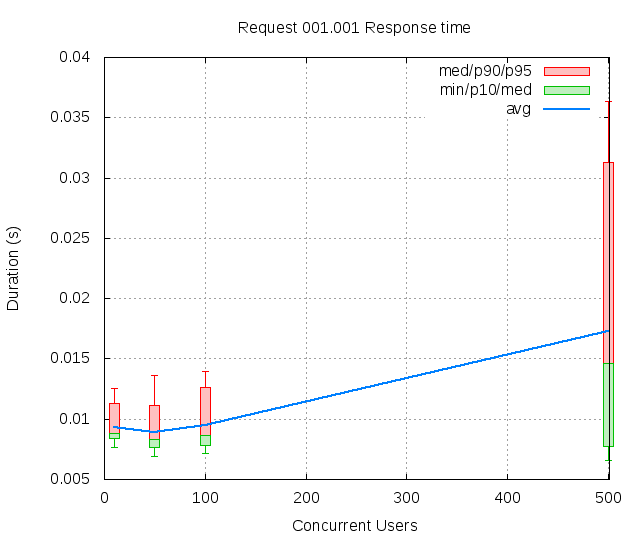 Request 001.001 Response time
0.04
0.035
0.03
0.025
0.02
0.015
0.01
0.005
Duration (s)
med/p90/p95
min/p10/med
avg
0 100 200 300 400 500
Concurrent Users